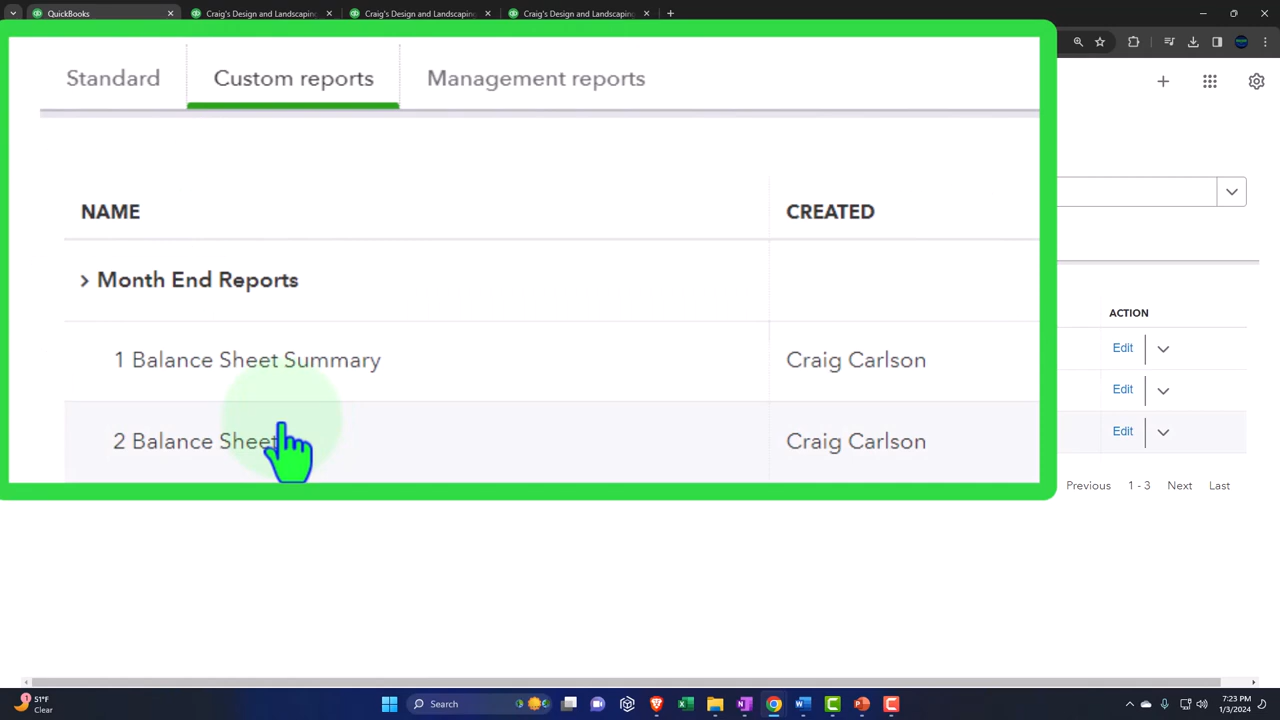 QuickBooks
Craig's Design and Landscaping
Craig's Design and Landscaping
Craig's Design and Landscaping
Standard
Custom reports
Management reports
NAME
CREATED
Month End Reports
1 Balance Sheet Summary
Craig Carlson
2 Balance Sheet
Craig Carlson
ACTION
Edit
Edit
Edit
Previous 1 - 3 Next Last
1
51°F
Clear
Search
7:23 PM
1/3/2024